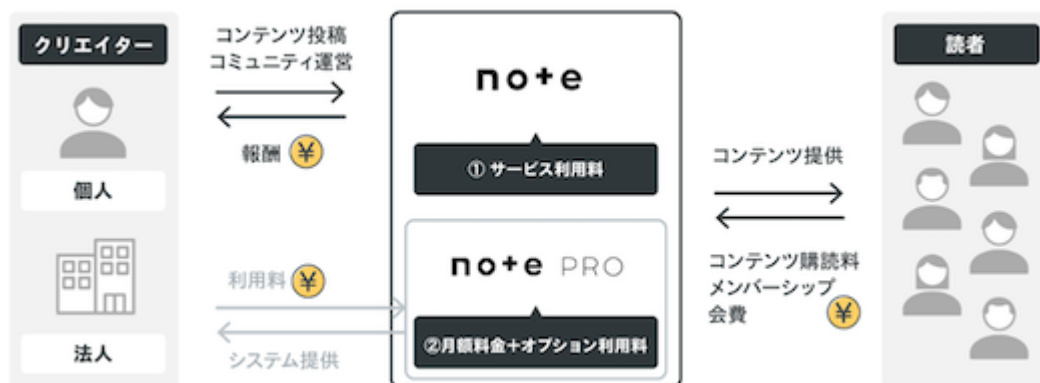 クリエイター
個人
法人
コンテンツ投稿
コミュニティ運営
報酬 ¥
利用料 ¥
システム提供
note
① サービス利用料
note PRO
②月額料金+オプション利用料
コンテンツ提供
コンテンツ購読料
メンバーシップ
会費 ¥
読者